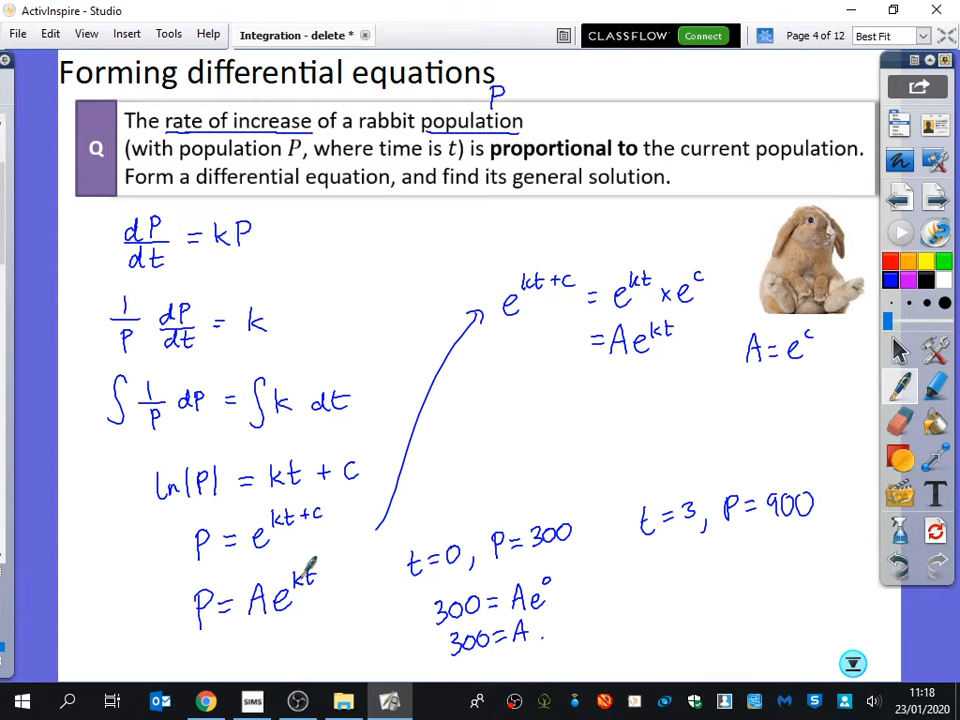 ActivInspire - Studio
File Edit View Insert Tools Help Integration - delete * CLASSFLOW Connect Page 4 of 12 Best Fit
Forming differential equations
P
Q
The rate of increase of a rabbit population
(with population P, where time is t) is proportional to the current population.
Form a differential equation, and find its general solution.
dP/dt = kP
1/P dP/dt = k
∫ 1/P dP = ∫ k dt
ln|P| = kt + c
P = e^(kt+c)
P = Ae^(kt)
e^(kt+c) = e^(kt) × e^c
= Ae^(kt)
A = e^c
t = 0, P = 300
300 = Ae^0
300 = A .
t = 3, P = 900
T
SIMS
11:18
23/01/2020